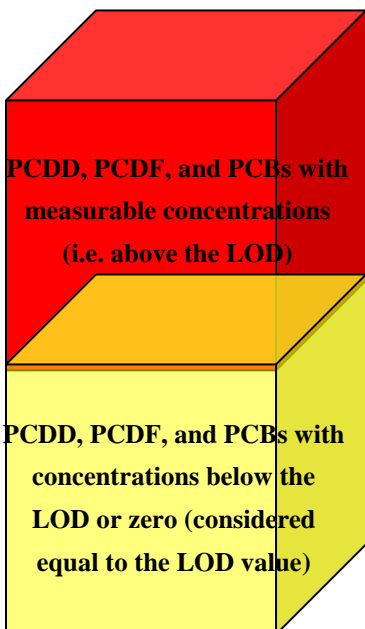 PCDD, PCDF, and PCBs with
measurable concentrations
(i.e. above the LOD)
PCDD, PCDF, and PCBs with
concentrations below the
LOD or zero (considered
equal to the LOD value)